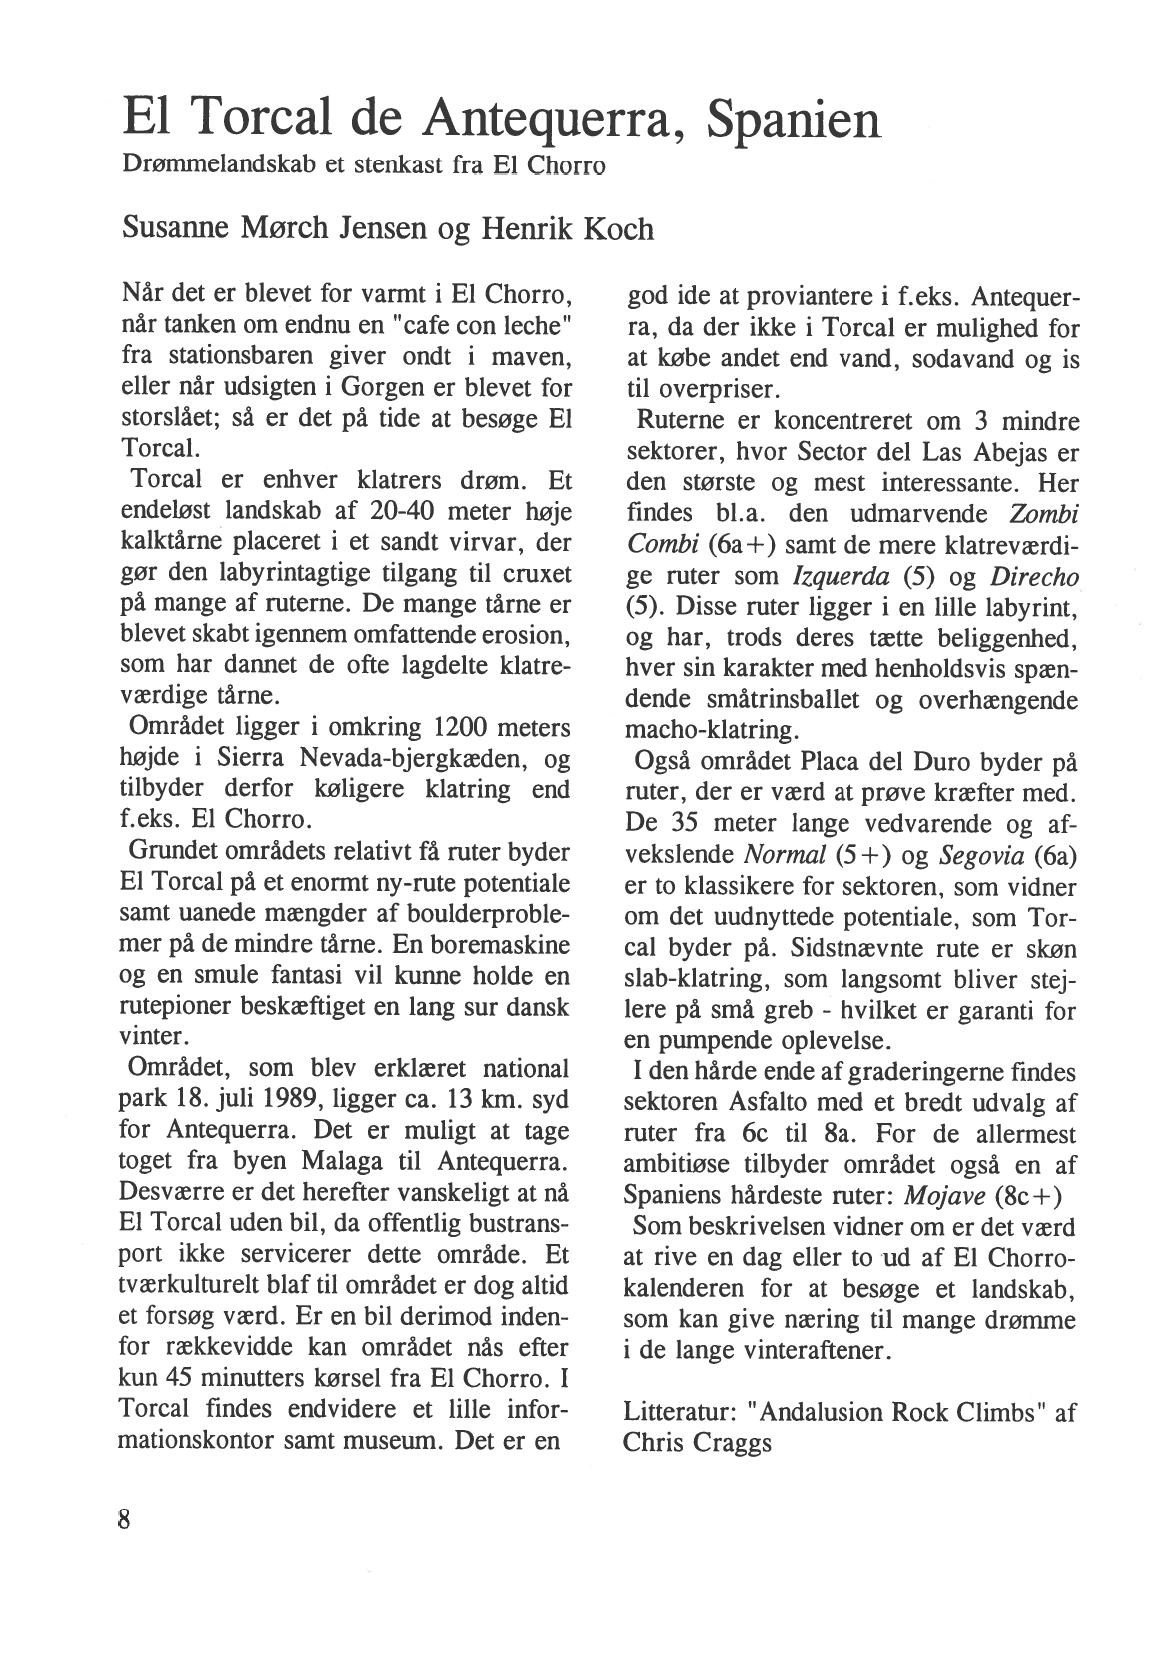 El Torcal de Antequerra, Spanien
Drømmelandskab et stenkast fra El Chorro
Susanne Mørch Jensen og Henrik Koch
Når det er blevet for varmt i El Chorro,
når tanken om endnu en "cafe con leche"
fra stationsbaren giver ondt i maven,
eller når udsigten i Gorgen er blevet for
storslået; så er det på tide at besøge El
Torcal.
Torcal er enhver klatrers drøm. Et
endeløst landskab af 20-40 meter høje
kalktårne placeret i et sandt virvar, der
gør den labyrintagtige tilgang til cruxet
på mange af ruterne. De mange tårne er
blevet skabt igennem omfattende erosion,
som har dannet de ofte lagdelte klatre-
værdige tårne.
Området ligger i omkring 1200 meters
højde i Sierra Nevada-bjergkæden, og
tilbyder derfor køligere klatring end
f.eks. El Chorro.
Grundet områdets relativt få ruter byder
El Torcal på et enormt ny-rute potentiale
samt uanede mængder af boulderproble-
mer på de mindre tårne. En boremaskine
og en smule fantasi vil kunne holde en
rutepioner beskæftiget en lang sur dansk
vinter.
Området, som blev erklæret national
park 18. juli 1989, ligger ca. 13 km. syd
for Antequerra. Det er muligt at tage
toget fra byen Malaga til Antequerra.
Desværre er det herefter vanskeligt at nå
El Torcal uden bil, da offentlig bustrans-
port ikke servicerer dette område. Et
tværkulturelt blaf til området er dog altid
et forsøg værd. Er en bil derimod inden-
for rækkevidde kan området nås efter
kun 45 minutters kørsel fra El Chorro. I
Torcal findes endvidere et lille infor-
mationskontor samt museum. Det er en
god ide at proviantere i f.eks. Antequer-
ra, da der ikke i Torcal er mulighed for
at købe andet end vand, sodavand og is
til overpriser.
Ruterne er koncentreret om 3 mindre
sektorer, hvor Sector del Las Abejas er
den største og mest interessante. Her
findes bl.a. den udmarvende Zombi
Combi (6a+) samt de mere klatreværdi-
ge ruter som Izquerda (5) og Direcho
(5). Disse ruter ligger i en lille labyrint,
og har, trods deres tætte beliggenhed,
hver sin karakter med henholdsvis spæn-
dende småtrinsballet og overhængende
macho-klatring.
Også området Placa del Duro byder på
ruter, der er værd at prøve kræfter med.
De 35 meter lange vedvarende og af-
vekslende Normal (5+) og Segovia (6a)
er to klassikere for sektoren, som vidner
om det uudnyttede potentiale, som Tor-
cal byder på. Sidstnævnte rute er skøn
slab-klatring, som langsomt bliver stej-
lere på små greb - hvilket er garanti for
en pumpende oplevelse.
I den hårde ende af graderingerne findes
sektoren Asfalto med et bredt udvalg af
ruter fra 6c til 8a. For de allermest
ambitiøse tilbyder området også en af
Spaniens hårdeste ruter: Mojave (8c+)
Som beskrivelsen vidner om er det værd
at rive en dag eller to ud af El Chorro-
kalenderen for at besøge et landskab,
som kan give næring til mange drømme
i de lange vinteraftener.
Litteratur: "Andalusion Rock Climbs" af
Chris Craggs
8